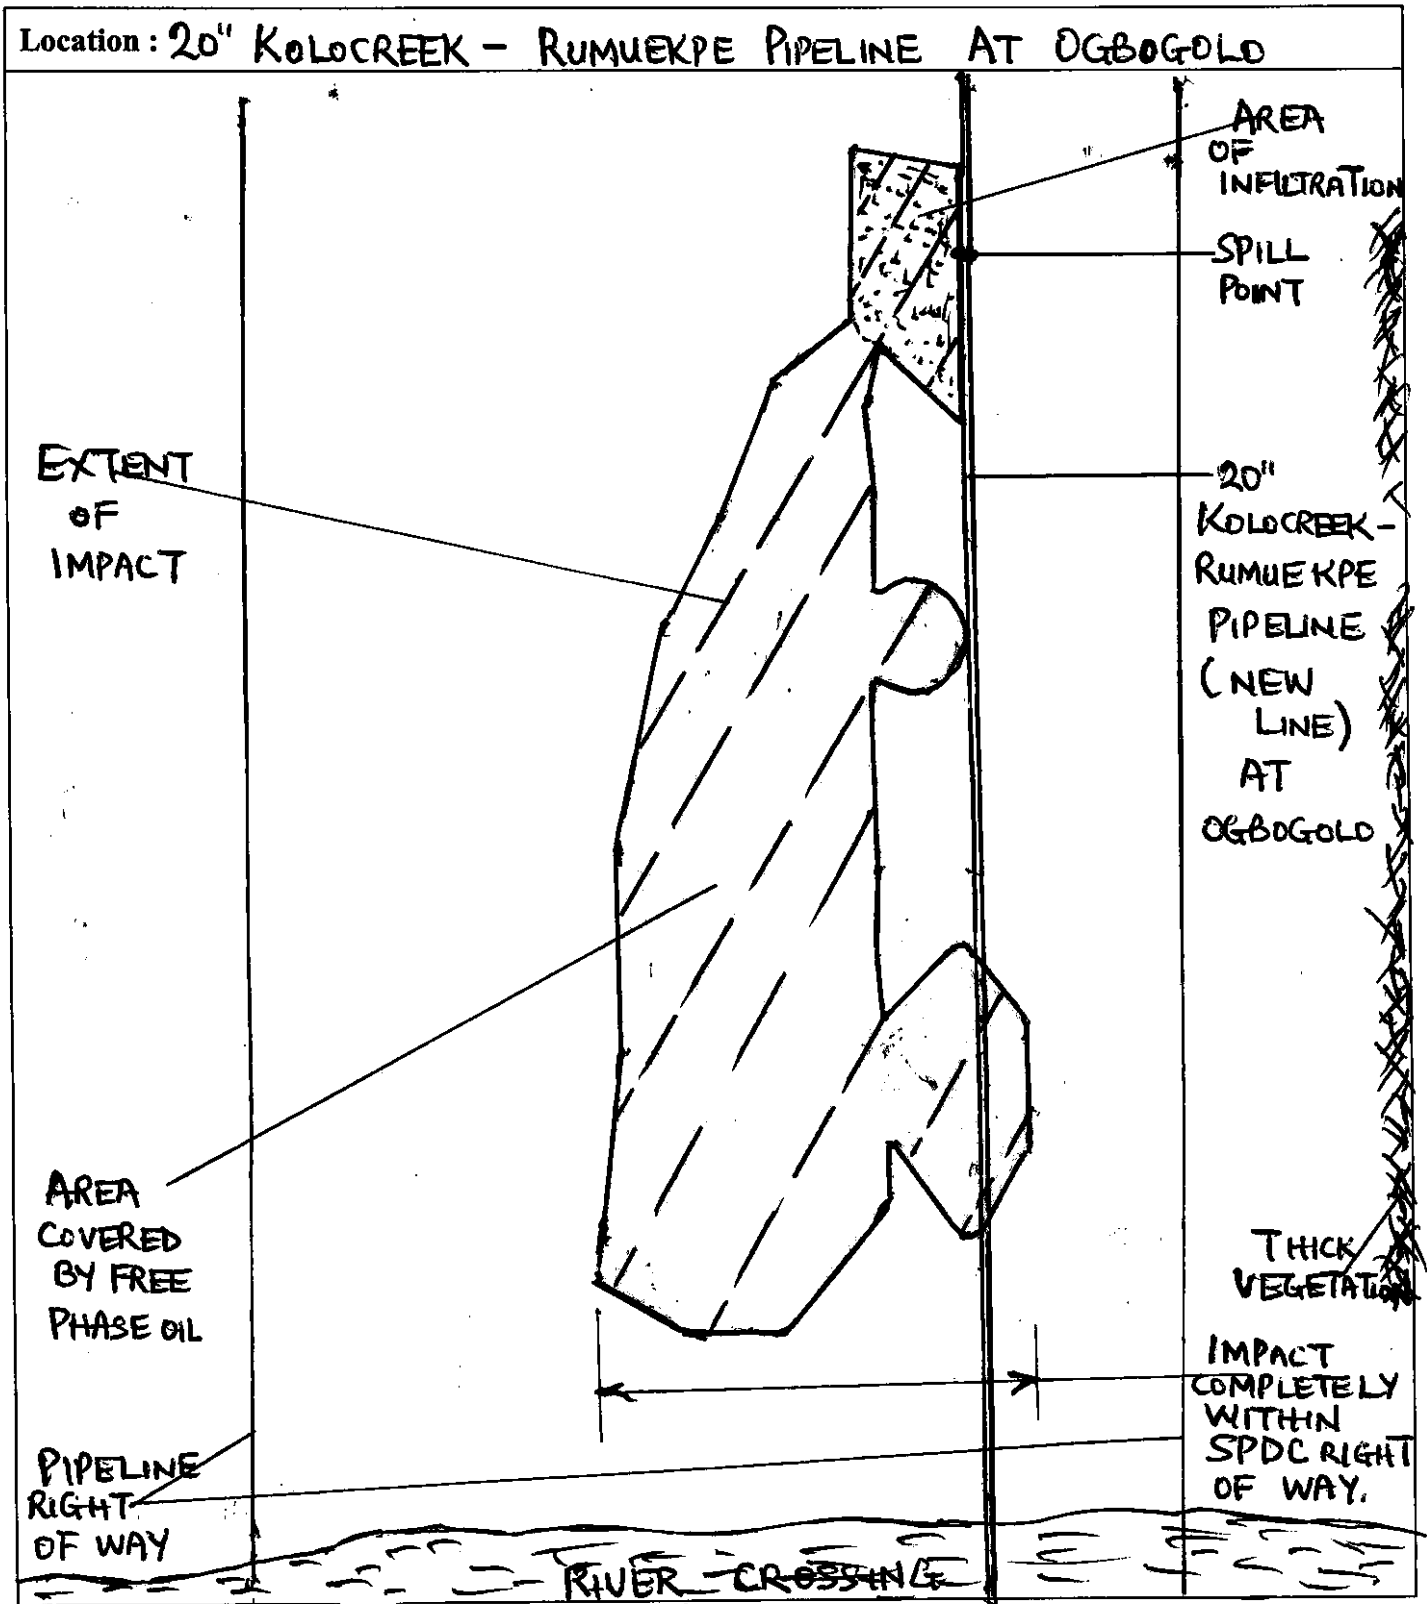 Location : 20" KOLOCREEK - RUMUEKPE PIPELINE AT OGBOGOLO
AREA
OF
INFILTRATION
SPILL
POINT
EXTENT
OF
IMPACT
20"
KOLOCREEK-
RUMUEKPE
PIPELINE
(NEW
LINE)
AT
OGBOGOLO
AREA
COVERED
BY FREE
PHASE OIL
THICK
VEGETATION
IMPACT
COMPLETELY
WITHIN
SPDC RIGHT
OF WAY.
PIPELINE
RIGHT
OF WAY
RIVER CROSSING